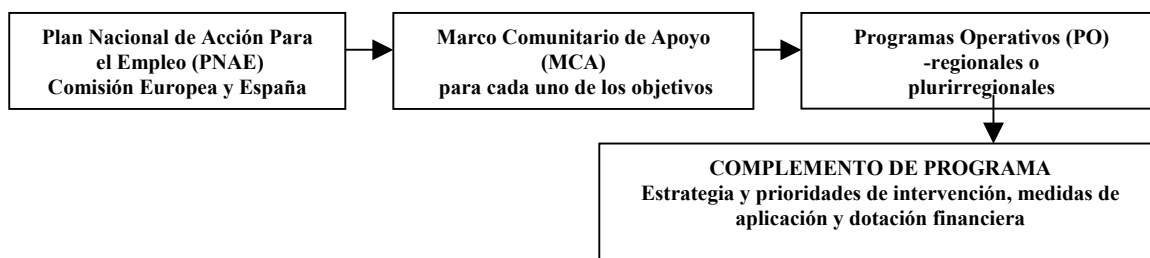 Plan Nacional de Acción Para
el Empleo (PNAE)
Comisión Europea y España
Marco Comunitario de Apoyo
(MCA)
para cada uno de los objetivos
Programas Operativos (PO)
-regionales o
plurirregionales
COMPLEMENTO DE PROGRAMA
Estrategia y prioridades de intervención, medidas de
aplicación y dotación financiera